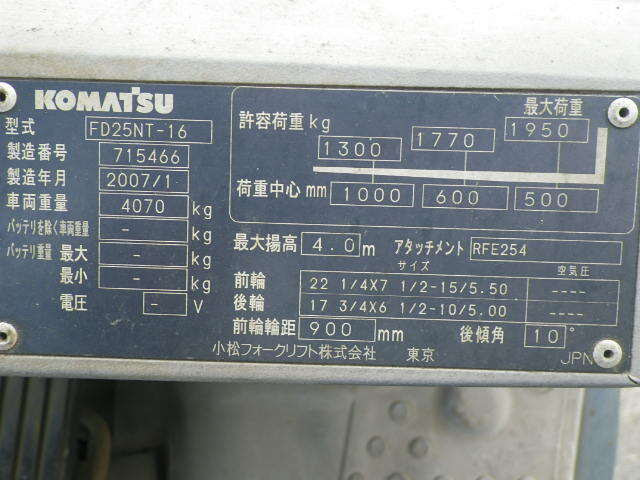 KOMATSU
型式 FD25NT-16
製造番号 715466
製造年月 2007/1
車両重量 4070 kg
バッテリを除く車両重量 - kg
バッテリ重量 最大 - kg
最小 - kg
電圧 - V
最大荷重
許容荷重 kg 1300 1770 1950
荷重中心 mm 1000 600 500
最大揚高 4.0 m アタッチメント RFE254
サイズ 空気圧
前輪 22 1/4X7 1/2-15/5.50 ----
後輪 17 3/4X6 1/2-10/5.00 ----
前輪輪距 900 mm 後傾角 10°
小松フォークリフト株式会社 東京 JPN